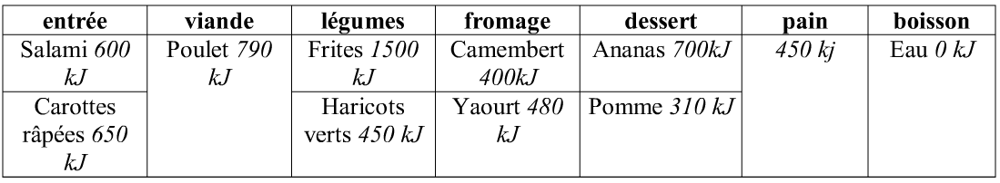 entrée viande légumes fromage dessert pain boisson
Salami 600 Poulet 790 Frites 1500 Camembert Ananas 700kJ 450 kj Eau 0 kJ
kJ kJ kJ 400kJ
Carottes Haricots Yaourt 480 Pomme 310 kJ
râpées 650 verts 450 kJ kJ
kJ